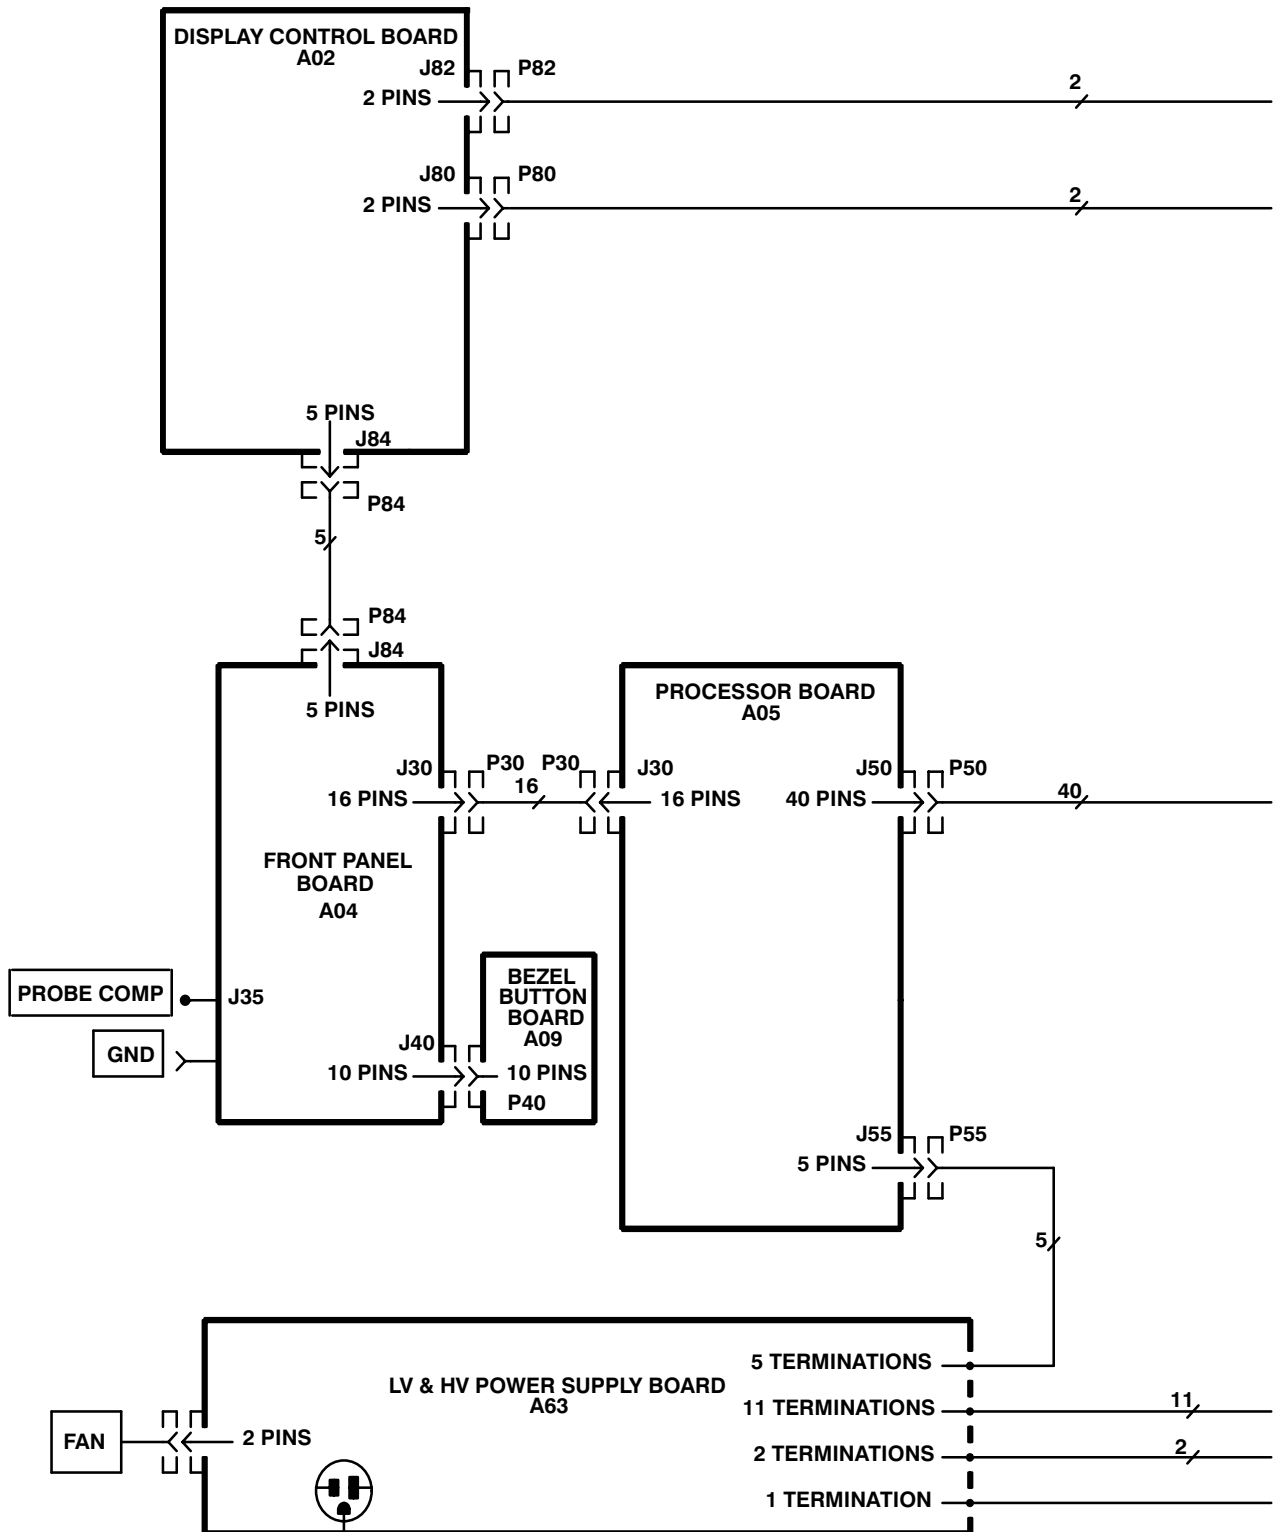 DISPLAY CONTROL BOARD
A02
J82
P82
2 PINS
2
J80
P80
2 PINS
2
5 PINS
J84
P84
5
P84
J84
5 PINS
PROCESSOR BOARD
A05
J30
P30
P30
J30
J50
P50
16 PINS
16
16 PINS
40 PINS
40
FRONT PANEL
BOARD
A04
PROBE COMP
J35
BEZEL
BUTTON
BOARD
A09
GND
J40
10 PINS
10 PINS
P40
J55
P55
5 PINS
5
5 TERMINATIONS
LV & HV POWER SUPPLY BOARD
A63
11 TERMINATIONS
11
FAN
2 PINS
2 TERMINATIONS
2
1 TERMINATION